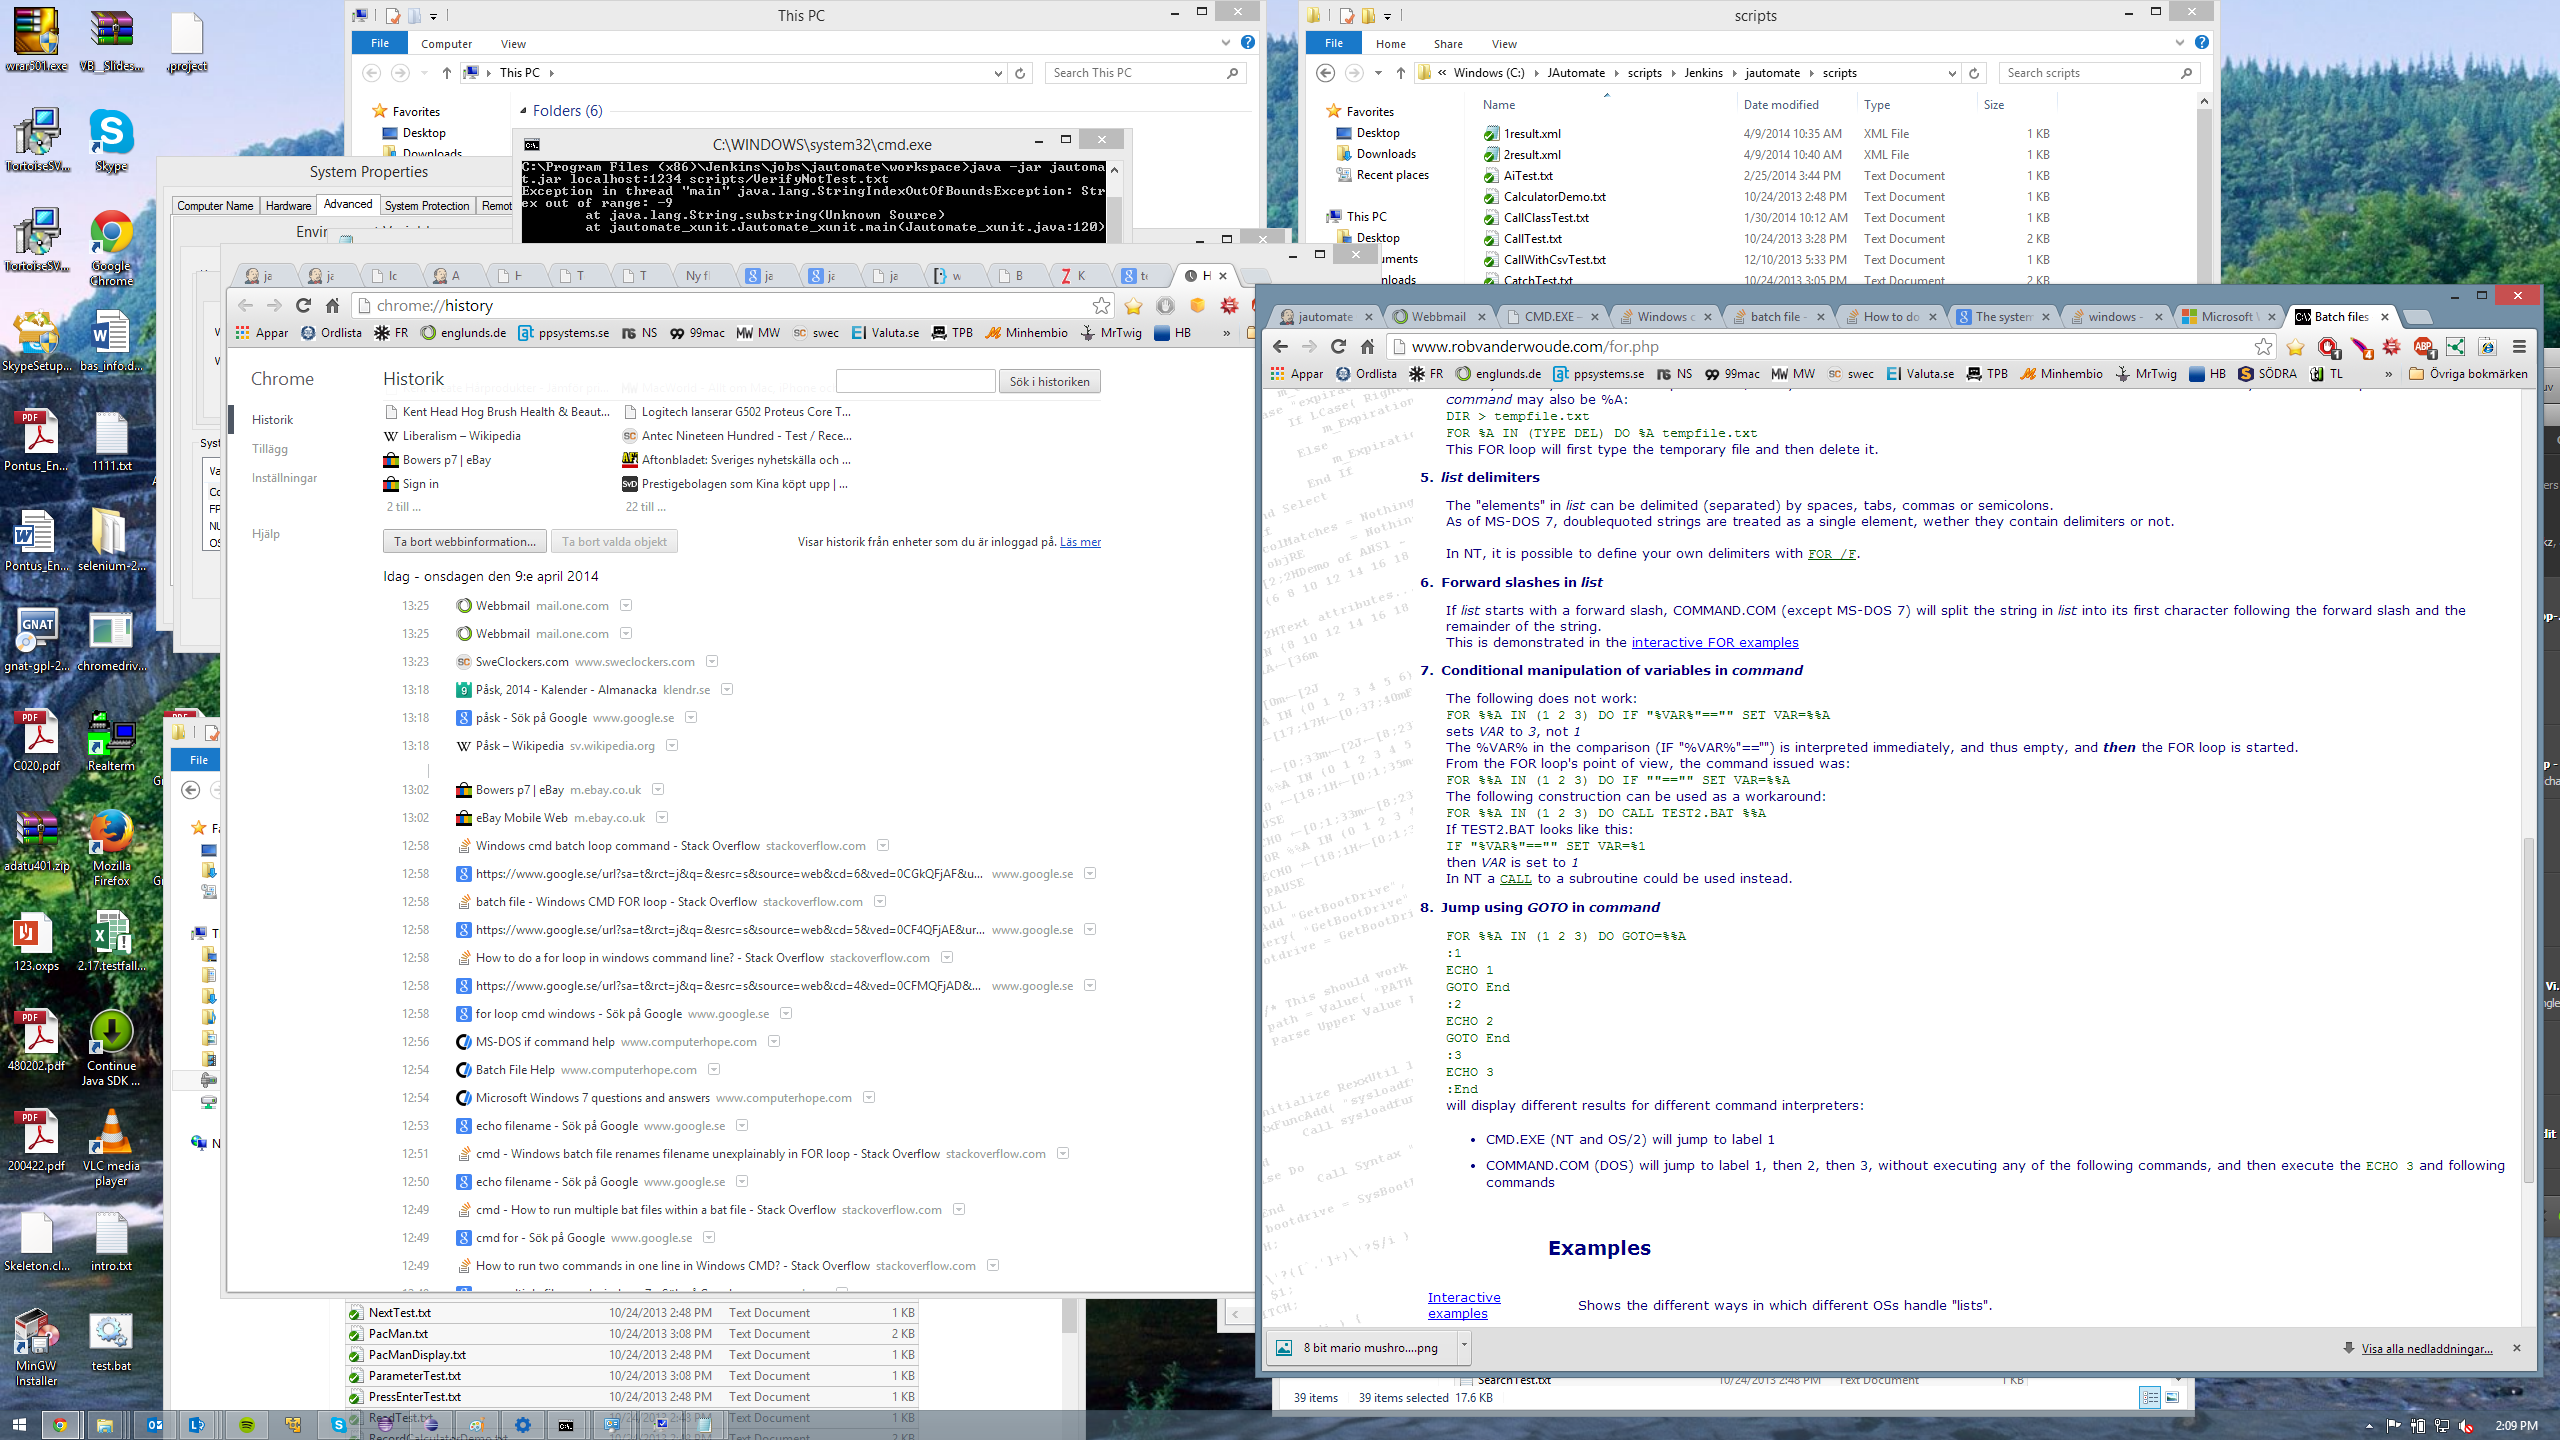 wrar501.exe
VB_Slides...
.project
TortoiseSV...
Skype
TortoiseSV...
Google Chrome
SkypeSetup...
bas_info.d...
Pontus_En...
1111.txt
Pontus_En...
selenium-2...
gnat-gpl-2...
chromedriv...
C020.pdf
Realterm
adatu401.zip
Mozilla Firefox
123.oxps
2.17.testfall...
480202.pdf
Continue Java SDK ...
200422.pdf
VLC media player
Skeleton.cl...
intro.txt
MinGW Installer
test.bat
This PC
File Computer View
This PC
Search This PC
Favorites
Desktop
Downloads
Folders (6)
System Properties
Computer Name Hardware Advanced System Protection Remot
C:\WINDOWS\system32\cmd.exe
C:\Program Files (x86)\Jenkins\jobs\jautomate\workspace>java -jar jautoma
t.jar localhost:1234 scripts/VerifyNotTest.txt
Exception in thread "main" java.lang.StringIndexOutOfBoundsException: Str
ex out of range: -9
at java.lang.String.substring(Unknown Source)
at jautomate_xunit.Jautomate_xunit.main(Jautomate_xunit.java:120)
scripts
File Home Share View
« Windows (C:) JAutomate scripts Jenkins jautomate scripts
Search scripts
Favorites
Desktop
Downloads
Recent places
This PC
Desktop
Name Date modified Type Size
1result.xml 4/9/2014 10:35 AM XML File 1 KB
2result.xml 4/9/2014 10:40 AM XML File 1 KB
AiTest.txt 2/25/2014 3:44 PM Text Document 1 KB
CalculatorDemo.txt 10/24/2013 2:48 PM Text Document 1 KB
CallClassTest.txt 1/30/2014 10:12 AM Text Document 1 KB
CallTest.txt 10/24/2013 3:28 PM Text Document 2 KB
CallWithCsvTest.txt 12/10/2013 5:33 PM Text Document 1 KB
CatchTest.txt 10/24/2013 3:05 PM Text Document 2 KB
chrome://history
Appar Ordlista FR englunds.de ppsystems.se NS 99mac MW swec Valuta.se TPB Minhembio MrTwig HB »
Chrome
Historik
Tillägg
Inställningar
Hjälp
Historik
Sök i historiken
Kent Head Hog Brush Health & Beaut...
Logitech lanserar G502 Proteus Core T...
Liberalism – Wikipedia
Antec Nineteen Hundred - Test / Rece...
Bowers p7 | eBay
Aftonbladet: Sveriges nyhetskälla och ...
Sign in
Prestigebolagen som Kina köpt upp | ...
2 till ...
22 till ...
Ta bort webbinformation...
Ta bort valda objekt
Visar historik från enheter som du är inloggad på. Läs mer
Idag - onsdagen den 9:e april 2014
13:25 Webbmail mail.one.com
13:25 Webbmail mail.one.com
13:23 SweClockers.com www.sweclockers.com
13:18 Påsk, 2014 - Kalender - Almanacka klendr.se
13:18 påsk - Sök på Google www.google.se
13:18 Påsk – Wikipedia sv.wikipedia.org
13:02 Bowers p7 | eBay m.ebay.co.uk
13:02 eBay Mobile Web m.ebay.co.uk
12:58 Windows cmd batch loop command - Stack Overflow stackoverflow.com
12:58 https://www.google.se/url?sa=t&rct=j&q=&esrc=s&source=web&cd=6&ved=0CGkQFjAF&u... www.google.se
12:58 batch file - Windows CMD FOR loop - Stack Overflow stackoverflow.com
12:58 https://www.google.se/url?sa=t&rct=j&q=&esrc=s&source=web&cd=5&ved=0CF4QFjAE&ur... www.google.se
12:58 How to do a for loop in windows command line? - Stack Overflow stackoverflow.com
12:58 https://www.google.se/url?sa=t&rct=j&q=&esrc=s&source=web&cd=4&ved=0CFMQFjAD&... www.google.se
12:58 for loop cmd windows - Sök på Google www.google.se
12:56 MS-DOS if command help www.computerhope.com
12:54 Batch File Help www.computerhope.com
12:54 Microsoft Windows 7 questions and answers www.computerhope.com
12:53 echo filename - Sök på Google www.google.se
12:51 cmd - Windows batch file renames filename unexplainably in FOR loop - Stack Overflow stackoverflow.com
12:50 echo filename - Sök på Google www.google.se
12:49 cmd - How to run multiple bat files within a bat file - Stack Overflow stackoverflow.com
12:49 cmd for - Sök på Google www.google.se
12:49 How to run two commands in one line in Windows CMD? - Stack Overflow stackoverflow.com
NextTest.txt 10/24/2013 2:48 PM Text Document 1 KB
PacMan.txt 10/24/2013 3:08 PM Text Document 2 KB
PacManDisplay.txt 10/24/2013 2:48 PM Text Document 1 KB
ParameterTest.txt 10/24/2013 3:08 PM Text Document 1 KB
PressEnterTest.txt 10/24/2013 2:48 PM Text Document 1 KB
ReadTest.txt 10/24/2013 2:43 PM Text Document 1 KB
jautomate Webbmail CMD.EXE – Windows c batch file - How to do The system windows - Microsoft Batch files
www.robvanderwoude.com/for.php
Appar Ordlista FR englunds.de ppsystems.se NS 99mac MW swec Valuta.se TPB Minhembio MrTwig HB SÖDRA TL » Övriga bokmärken
command may also be %A:
DIR > tempfile.txt
FOR %A IN (TYPE DEL) DO %A tempfile.txt
This FOR loop will first type the temporary file and then delete it.
5. list delimiters
The "elements" in list can be delimited (separated) by spaces, tabs, commas or semicolons.
As of MS-DOS 7, doublequoted strings are treated as a single element, wether they contain delimiters or not.
In NT, it is possible to define your own delimiters with FOR /F.
6. Forward slashes in list
If list starts with a forward slash, COMMAND.COM (except MS-DOS 7) will split the string in list into its first character following the forward slash and the
remainder of the string.
This is demonstrated in the interactive FOR examples
7. Conditional manipulation of variables in command
The following does not work:
FOR %%A IN (1 2 3) DO IF "%VAR%"=="" SET VAR=%%A
sets VAR to 3, not 1
The %VAR% in the comparison (IF "%VAR%"=="") is interpreted immediately, and thus empty, and then the FOR loop is started.
From the FOR loop's point of view, the command issued was:
FOR %%A IN (1 2 3) DO IF ""=="" SET VAR=%%A
The following construction can be used as a workaround:
FOR %%A IN (1 2 3) DO CALL TEST2.BAT %%A
If TEST2.BAT looks like this:
IF "%VAR%"=="" SET VAR=%1
then VAR is set to 1
In NT a CALL to a subroutine could be used instead.
8. Jump using GOTO in command
FOR %%A IN (1 2 3) DO GOTO=%%A
:1
ECHO 1
GOTO End
:2
ECHO 2
GOTO End
:3
ECHO 3
:End
will display different results for different command interpreters:
• CMD.EXE (NT and OS/2) will jump to label 1
• COMMAND.COM (DOS) will jump to label 1, then 2, then 3, without executing any of the following commands, and then execute the ECHO 3 and following
commands
Examples
Interactive examples
Shows the different ways in which different OSs handle "lists".
8 bit mario mushro....png
Visa alla nedladdningar...
SearchTest.txt 10/24/2013 2:48 PM Text Document 1 KB
39 items 39 items selected 17.6 KB
2:09 PM